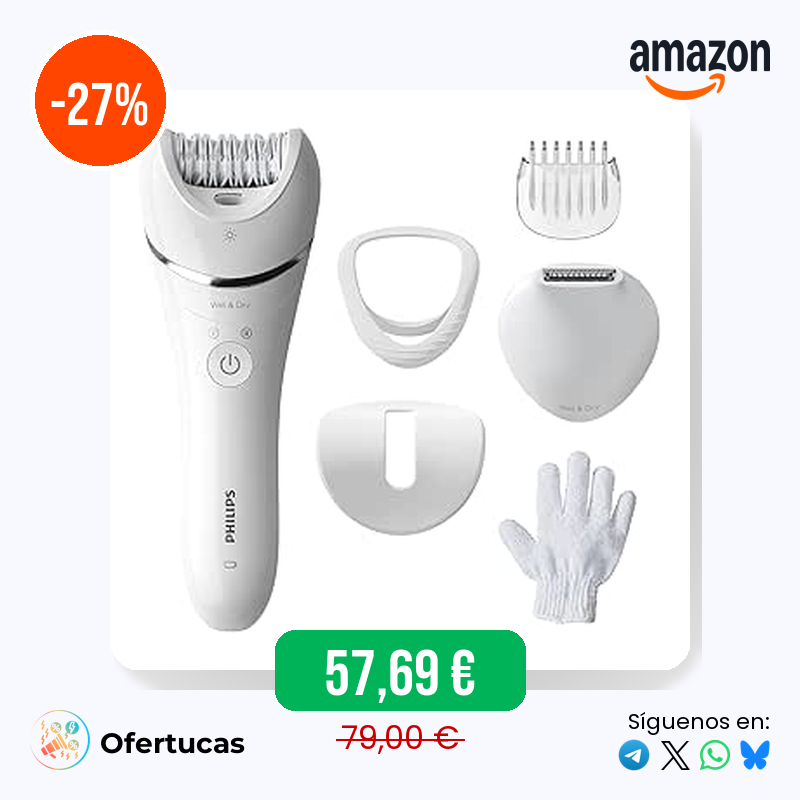 -27%
amazon
Wet & Dry
PHILIPS
Wet & Dry
57,69 €
79,00 €
Ofertucas
Síguenos en: